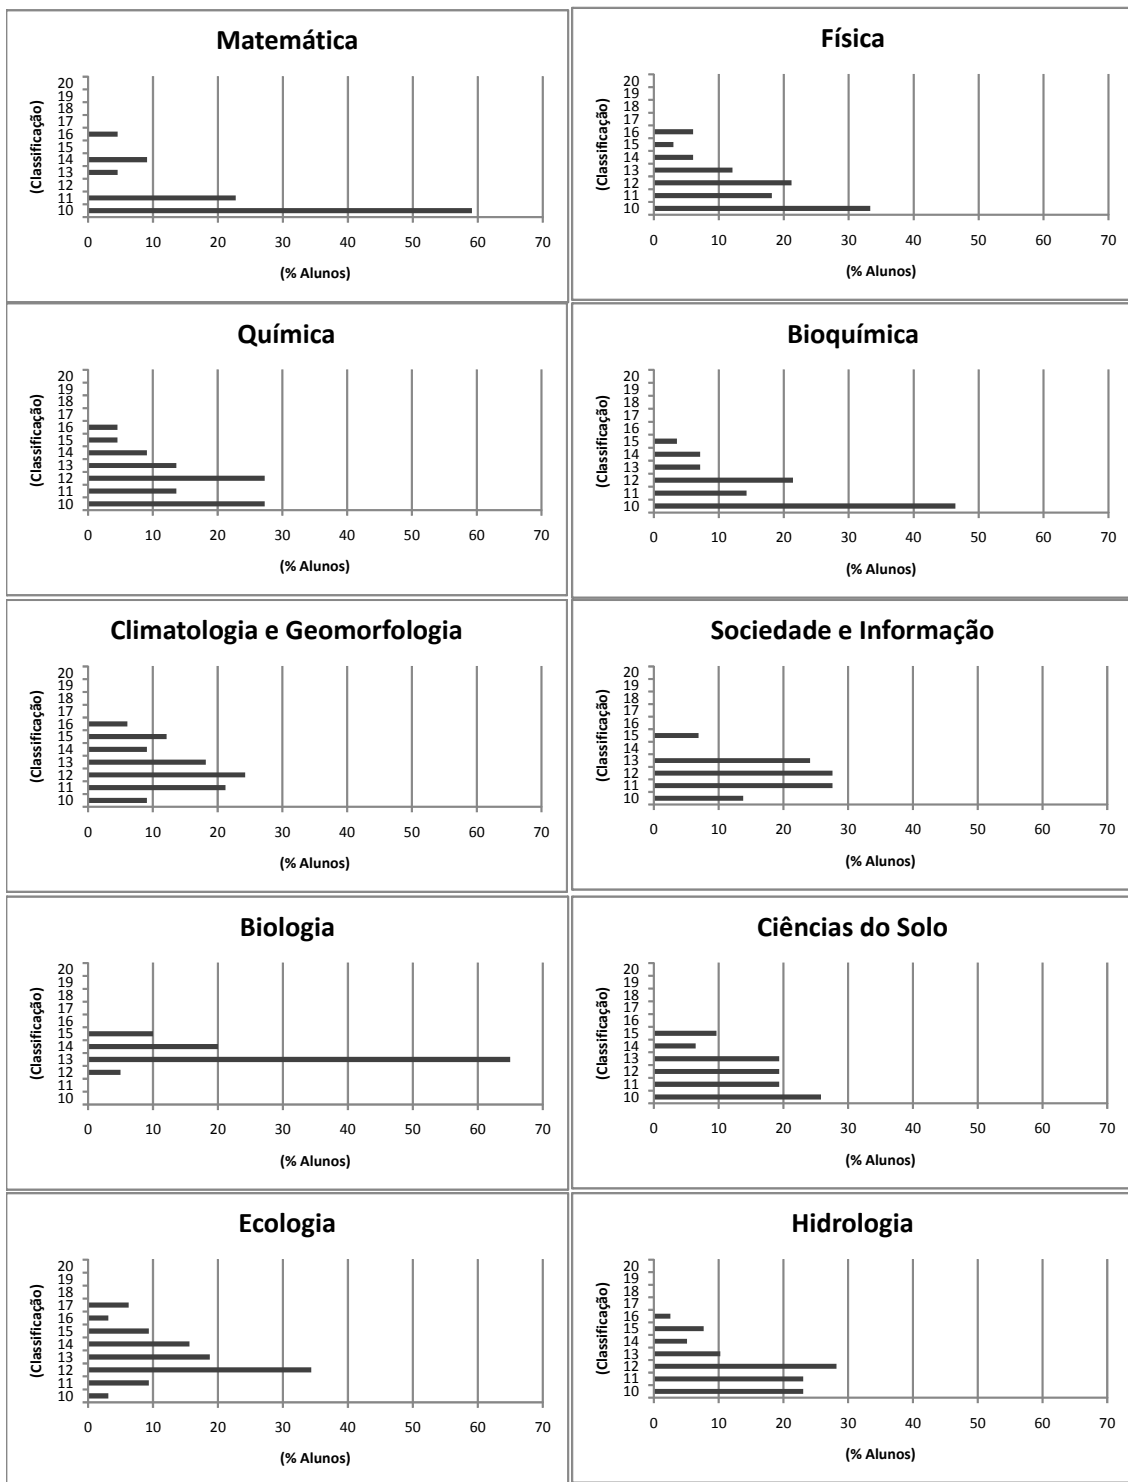 Matemática
(Classificação)
20
19
18
17
16
15
14
13
12
11
10
0 10 20 30 40 50 60 70
(% Alunos)
Física
(Classificação)
20
19
18
17
16
15
14
13
12
11
10
0 10 20 30 40 50 60 70
(% Alunos)
Química
(Classificação)
20
19
18
17
16
15
14
13
12
11
10
0 10 20 30 40 50 60 70
(% Alunos)
Bioquímica
(Classificação)
20
19
18
17
16
15
14
13
12
11
10
0 10 20 30 40 50 60 70
(% Alunos)
Climatologia e Geomorfologia
(Classificação)
20
19
18
17
16
15
14
13
12
11
10
0 10 20 30 40 50 60 70
(% Alunos)
Sociedade e Informação
(Classificação)
20
19
18
17
16
15
14
13
12
11
10
0 10 20 30 40 50 60 70
(% Alunos)
Biologia
(Classificação)
20
19
18
17
16
15
14
13
12
11
10
0 10 20 30 40 50 60 70
(% Alunos)
Ciências do Solo
(Classificação)
20
19
18
17
16
15
14
13
12
11
10
0 10 20 30 40 50 60 70
(% Alunos)
Ecologia
(Classificação)
20
19
18
17
16
15
14
13
12
11
10
0 10 20 30 40 50 60 70
(% Alunos)
Hidrologia
(Classificação)
20
19
18
17
16
15
14
13
12
11
10
0 10 20 30 40 50 60 70
(% Alunos)